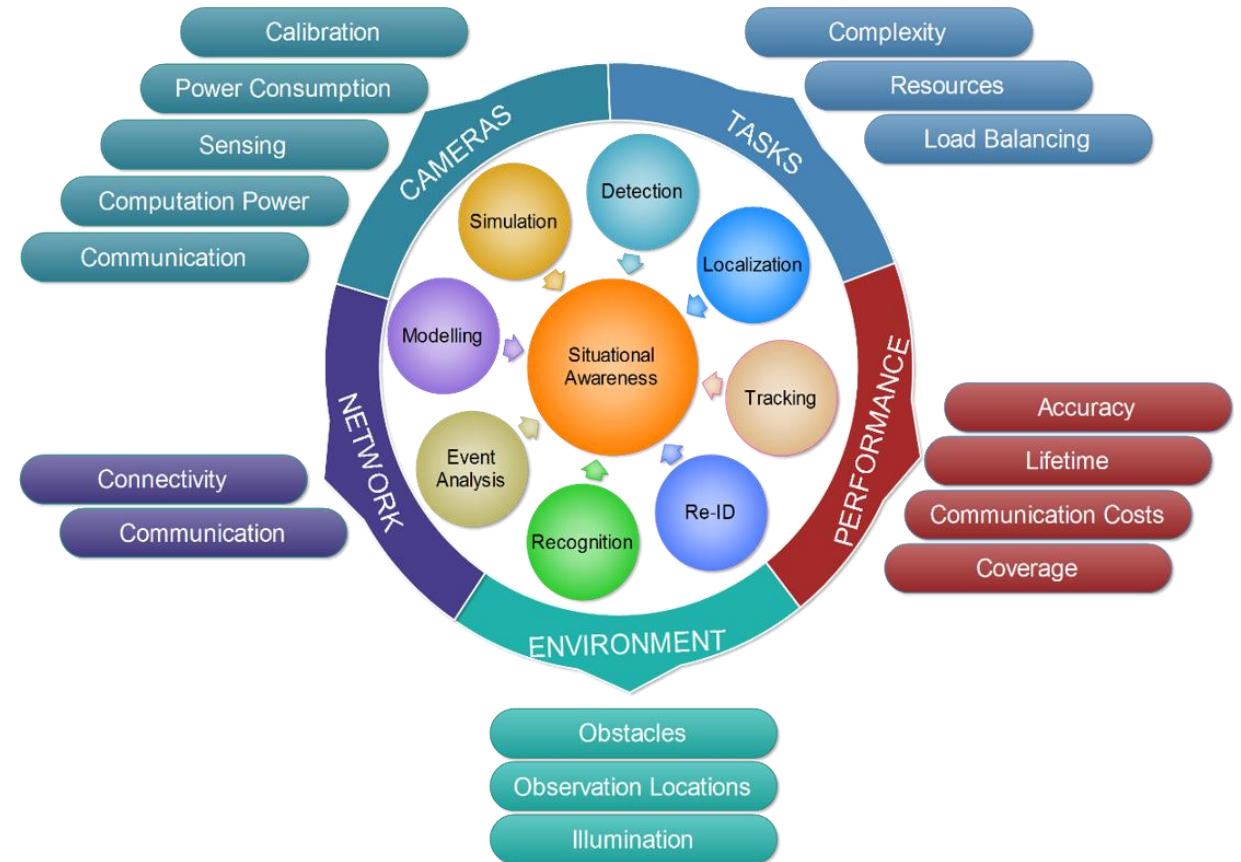 Calibration
Power Consumption
Sensing
Computation Power
Communication
CAMERAS
Complexity
Resources
Load Balancing
TASKS
Detection
Simulation
Localization
Modelling
Situational
Awareness
Tracking
Event
Analysis
Re-ID
Recognition
NETWORK
Connectivity
Communication
PERFORMANCE
Accuracy
Lifetime
Communication Costs
Coverage
ENVIRONMENT
Obstacles
Observation Locations
Illumination